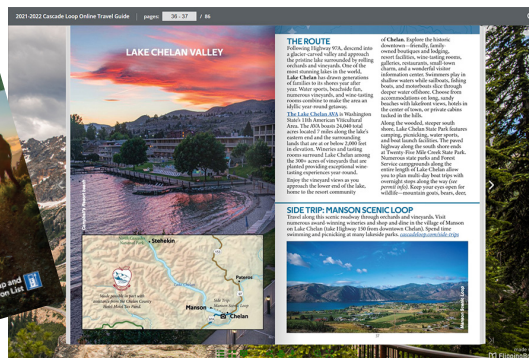 2021-2022 Cascade Loop Online Travel Guide | pages: 36 - 37 / 86
LAKE CHELAN VALLEY
Stehekin
Lake Chelan
Pateros
Manson
Side Trip:
Manson Scenic Loop
Chelan
THE ROUTE
Following Highway 97A, descend into
a glacier-carved valley and approach
the pristine lake surrounded by rolling
orchards and vineyards. One of the
most stunning lakes in the world,
Lake Chelan has drawn generations
of families to its shores year after
year. Water sports, beachside fun,
numerous vineyards, and wine-tasting
rooms combine to make the area an
idyllic year-round getaway.
The Lake Chelan AVA is Washington
State's 11th American Viticultural
Area. The AVA boasts 24,040 total
acres located 7 miles along the lake's
eastern end and the surrounding
lands that are at or below 2,000 feet
in elevation. Wineries and tasting
rooms surround Lake Chelan among
the 300+ acres of vineyards that are
planted providing exceptional wine-
tasting experiences year-round.
Enjoy the vineyard views as you
approach the lower end of the lake,
home to the resort community
of Chelan. Explore the historic
downtown—friendly, family-
owned boutiques and lodging,
resort facilities, wine-tasting rooms,
galleries, restaurants, small-town
charm, and a wonderful visitor
information center. Swimmers play in
shallow waters while sailboats, fishing
boats, and motorboats skim through
deeper water offshore. Choose from
accommodations on long, sandy
beaches with lakefront views, hotels in
the center of town, or private cabins
tucked in the hills.
Along the wooded, steeper south
shore, Lake Chelan State Park features
camping, picnicking, water sports,
and boat launch facilities. The paved
highway along the south shore ends
at Twenty-Five Mile Creek State Park.
Numerous state parks and Forest
Service campgrounds along the
entire length of Lake Chelan allow
you to plan multi-day boat trips with
overnight stops along the way (see
permit info). Keep your eyes open for
wildlife—mountain goats, bears, deer,
SIDE TRIP: MANSON SCENIC LOOP
Travel along this scenic roadway through orchards and vineyards. Visit
numerous award-winning wineries and shop and dine in the village of Manson
on Lake Chelan (take Highway 150 from downtown Chelan). Spend time
swimming and picnicking at many lakeside parks. cascadeloop.com/side-trips